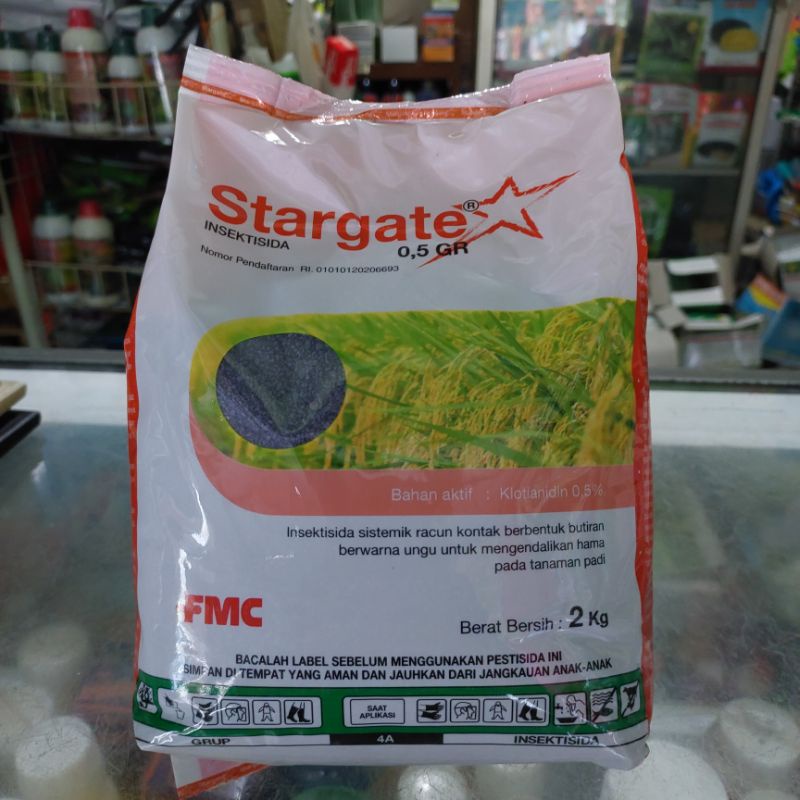 Stargate®
INSEKTISIDA
0,5 GR
Nomor Pendaftaran RI. 01010120206693
Bahan aktif : Klotianidin 0,5%
Insektisida sistemik racun kontak berbentuk butiran
berwarna ungu untuk mengendalikan hama
pada tanaman padi
FMC
Berat Bersih : 2 Kg
BACALAH LABEL SEBELUM MENGGUNAKAN PESTISIDA INI
SIMPAN DI TEMPAT YANG AMAN DAN JAUHKAN DARI JANGKAUAN ANAK-ANAK
SAAT
APLIKASI
GRUP 4A INSEKTISIDA